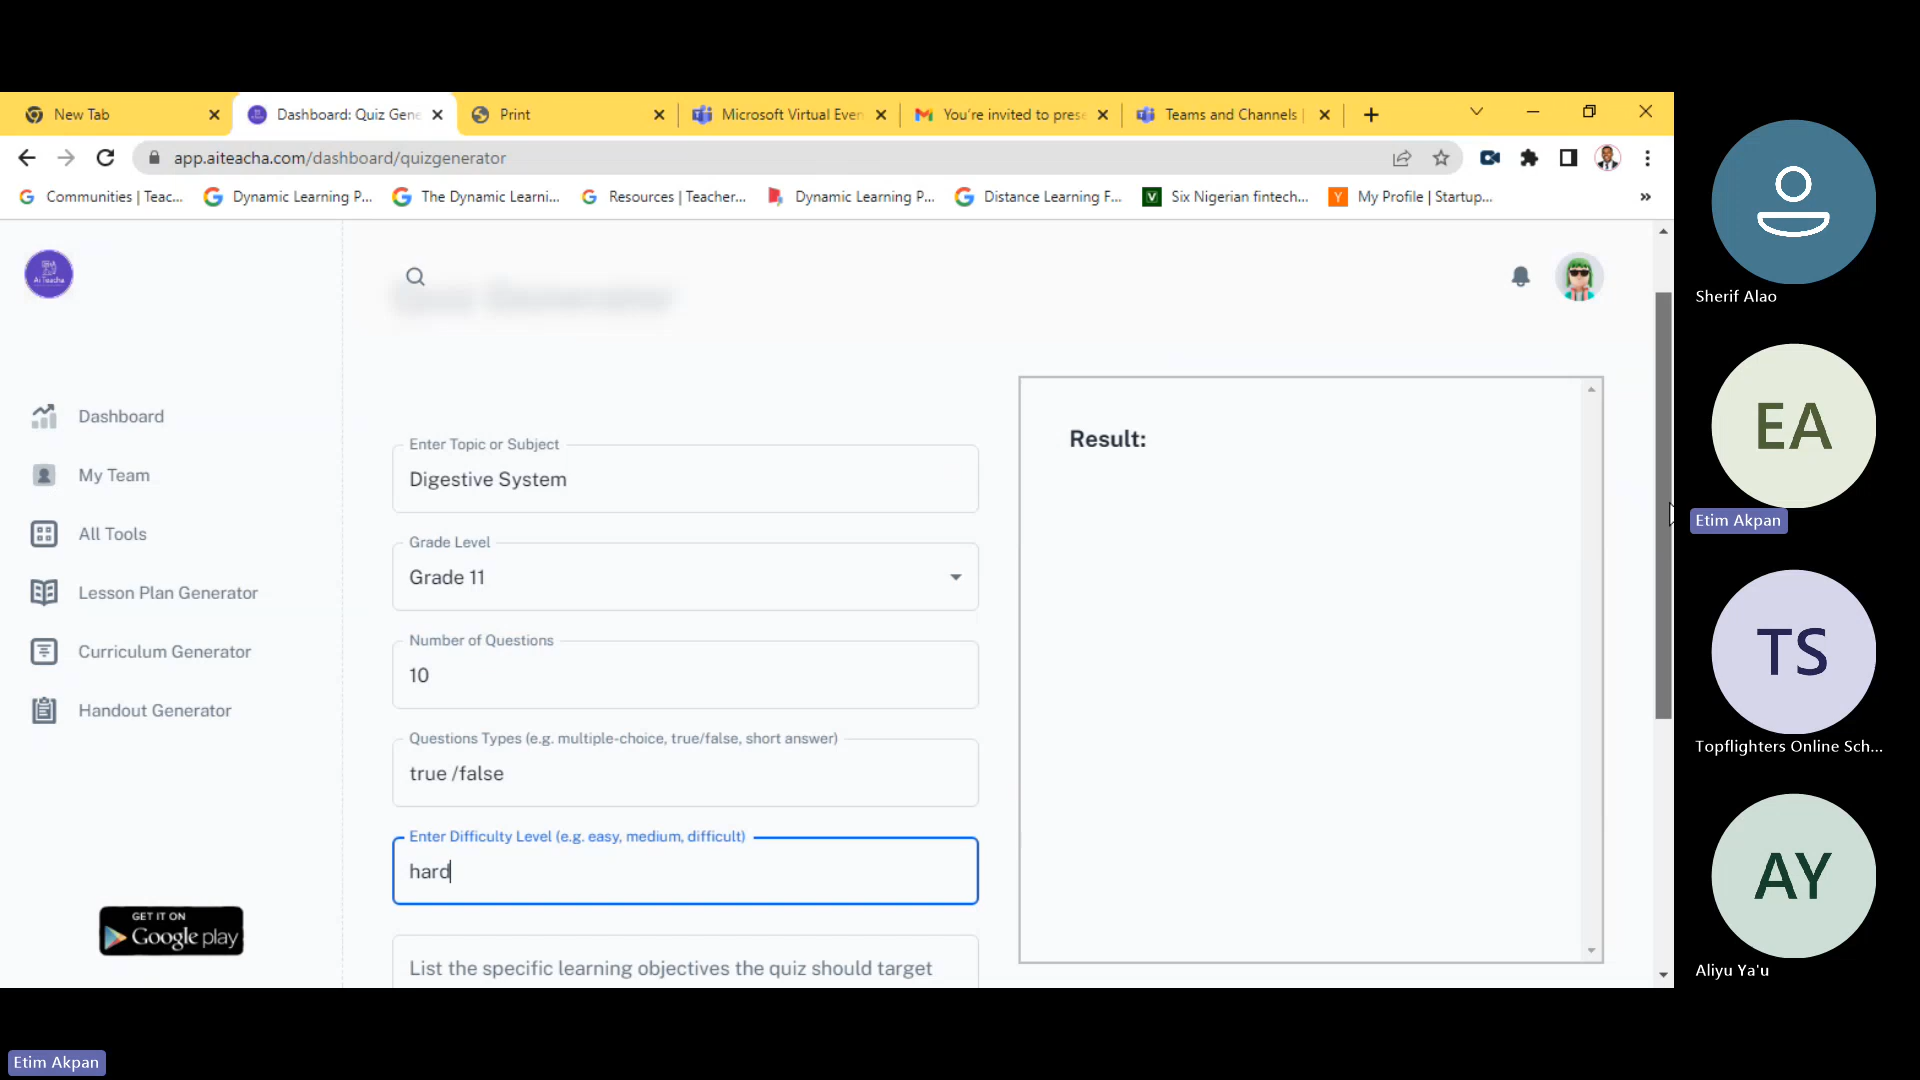 New Tab
Dashboard: Quiz Gene
Print
Microsoft Virtual Even
You're invited to prese
Teams and Channels |
app.aiteacha.com/dashboard/quizgenerator
Communities | Teac...
Dynamic Learning P...
The Dynamic Learni...
Resources | Teacher...
Dynamic Learning P...
Distance Learning F...
Six Nigerian fintech...
My Profile | Startup...
»
Ai Teacha
Quiz Generator
Dashboard
My Team
All Tools
Lesson Plan Generator
Curriculum Generator
Handout Generator
GET IT ON
Google play
Enter Topic or Subject
Digestive System
Grade Level
Grade 11
Number of Questions
10
Questions Types (e.g. multiple-choice, true/false, short answer)
true /false
Enter Difficulty Level (e.g. easy, medium, difficult)
hard
List the specific learning objectives the quiz should target
Result:
Sherif Alao
EA
Etim Akpan
TS
Topflighters Online Sch...
AY
Aliyu Ya'u
Etim Akpan